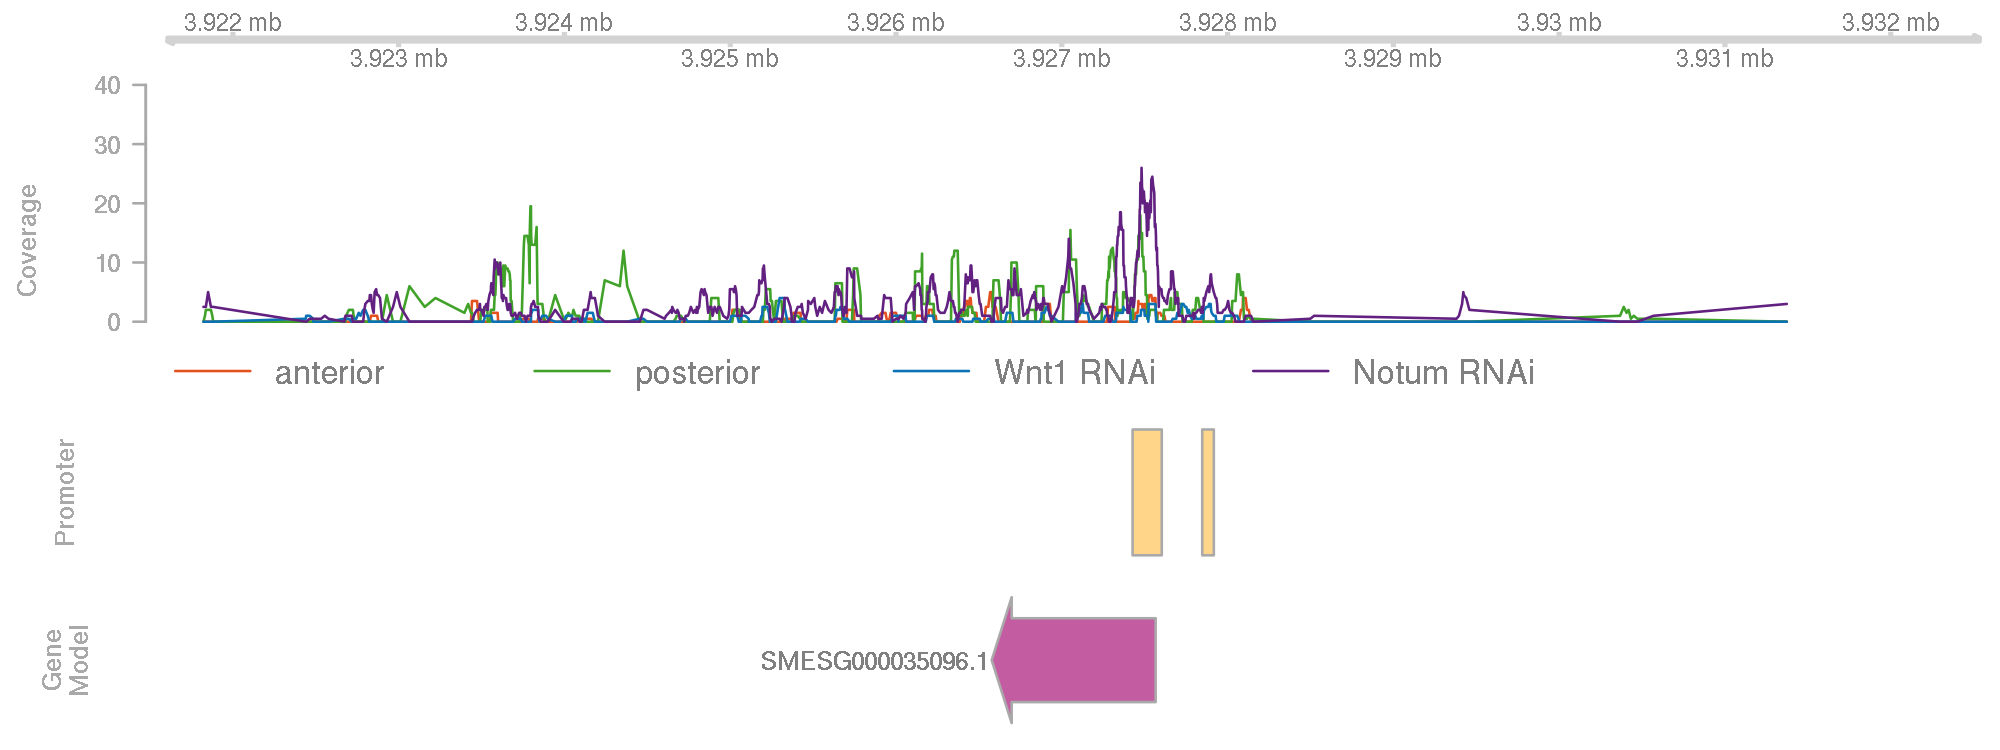 3.922 mb 3.924 mb 3.926 mb 3.928 mb 3.93 mb 3.932 mb
3.923 mb 3.925 mb 3.927 mb 3.929 mb 3.931 mb
40
30
20
10
0
Coverage
anterior posterior Wnt1 RNAi Notum RNAi
Promoter
Gene
Model
SMESG000035096.1